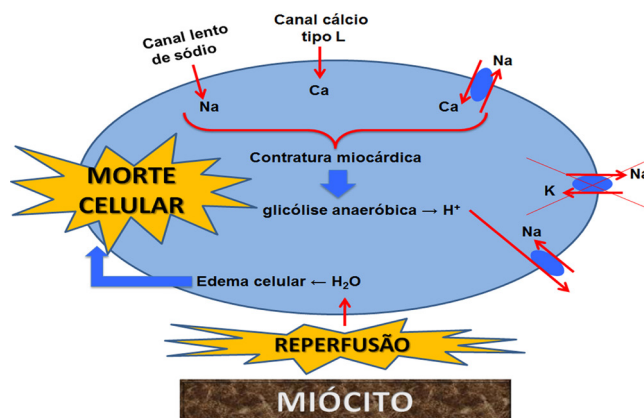 Canal lento
de sódio
Canal cálcio
tipo L
Na
Na
Ca
Ca
Contratura miocárdica
MORTE
CELULAR
Na
K
glicólise anaeróbica → H⁺
Na
Edema celular ← H₂O
REPERFUSÃO
MIÓCITO